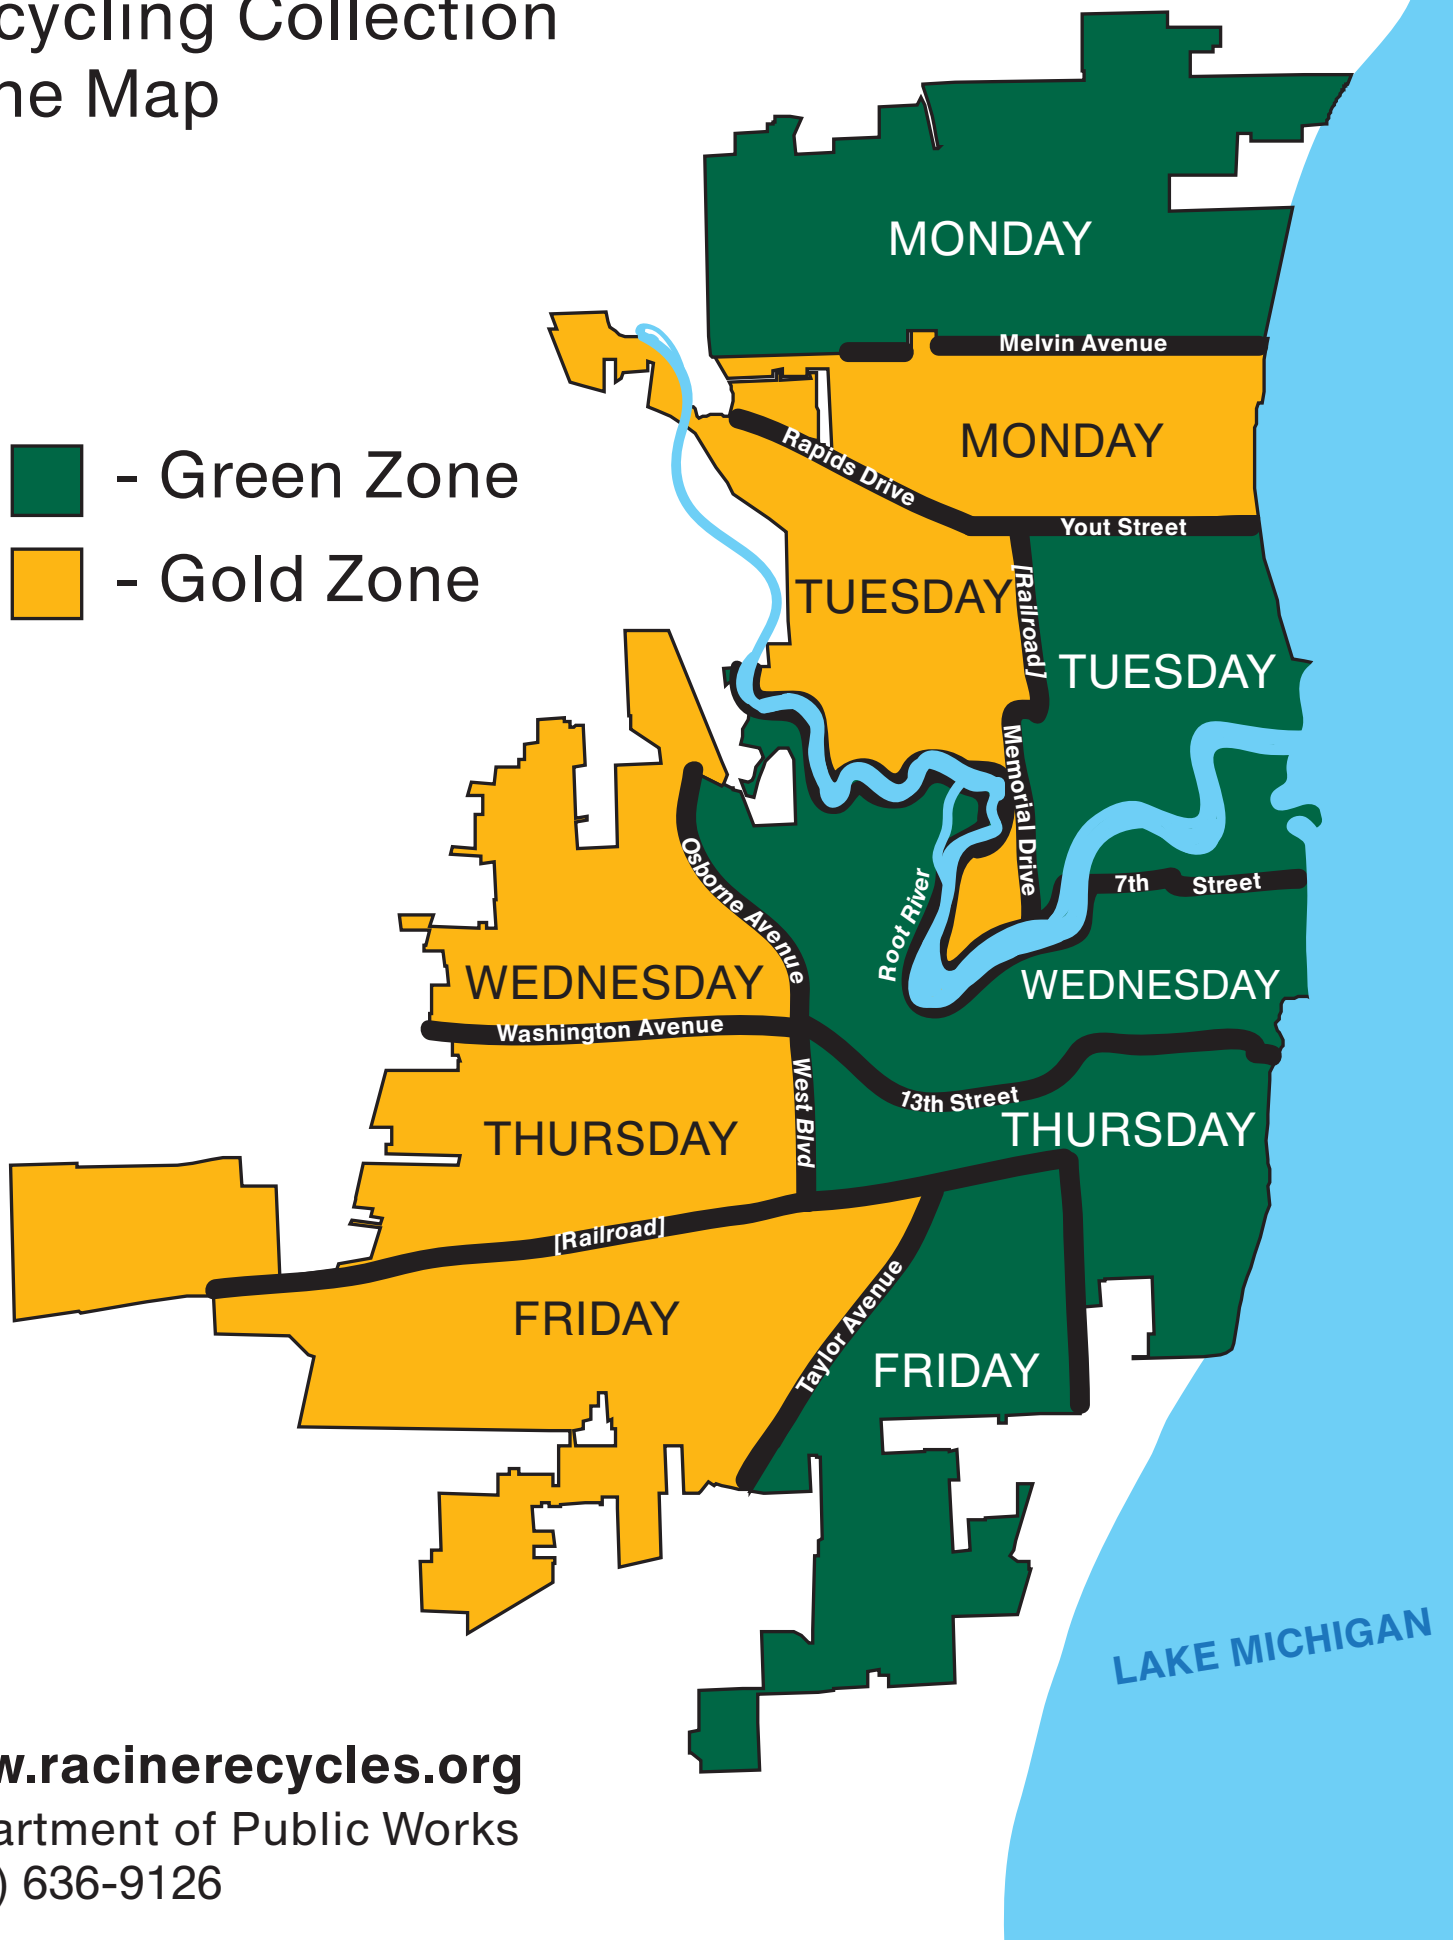 cycling Collection
ne Map
MONDAY
Melvin Avenue
MONDAY
Rapids Drive
Yout Street
- Green Zone
- Gold Zone
TUESDAY
[Railroad]
TUESDAY
Memorial Drive
Osborne Avenue
Root River
7th Street
WEDNESDAY
WEDNESDAY
Washington Avenue
West Blvd
13th Street
THURSDAY
THURSDAY
[Railroad]
FRIDAY
Taylor Avenue
FRIDAY
LAKE MICHIGAN
w.racinerecycles.org
artment of Public Works
) 636-9126